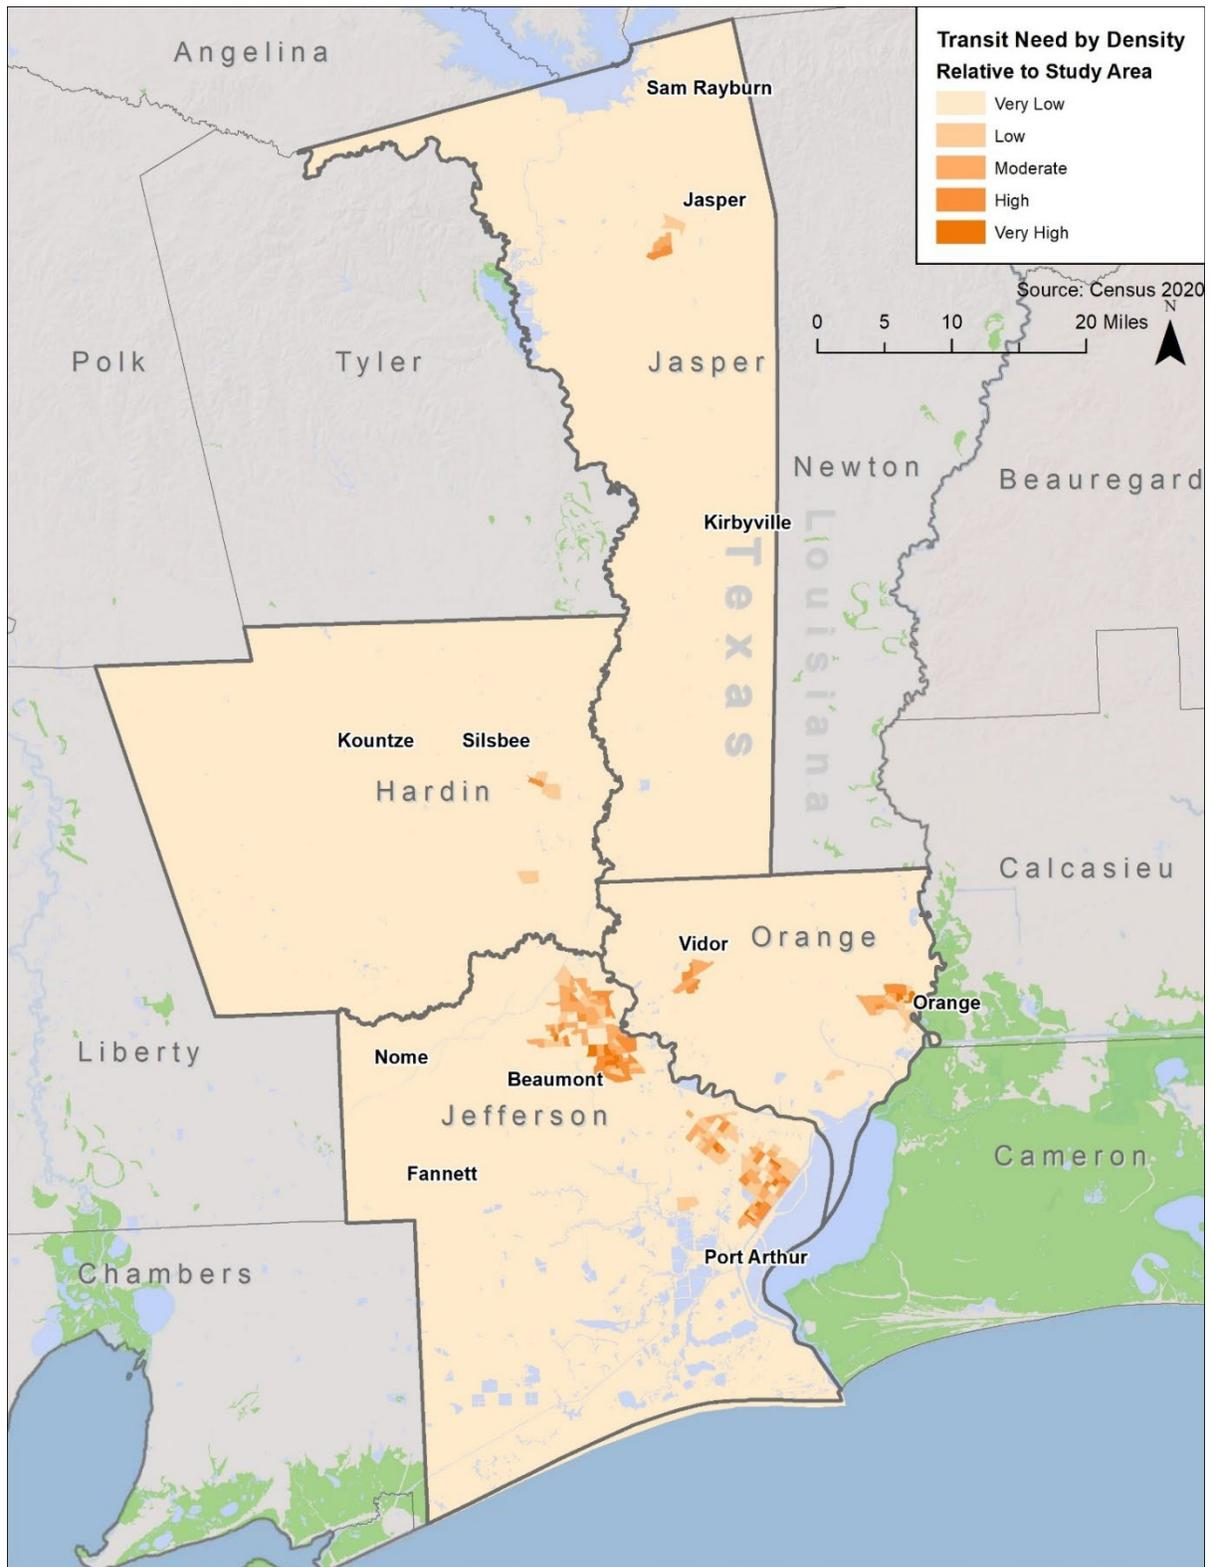 Angelina
Transit Need by Density
Relative to Study Area
Very Low
Low
Moderate
High
Very High
Sam Rayburn
Jasper
Source: Census 2020
N
0 5 10 20 Miles
Polk
Tyler
Jasper
Newton
Beauregard
Kirbyville
Texas
Louisiana
Kountze
Silsbee
Hardin
Calcasieu
Vidor
Orange
Orange
Liberty
Nome
Beaumont
Jefferson
Cameron
Fannett
Port Arthur
Chambers